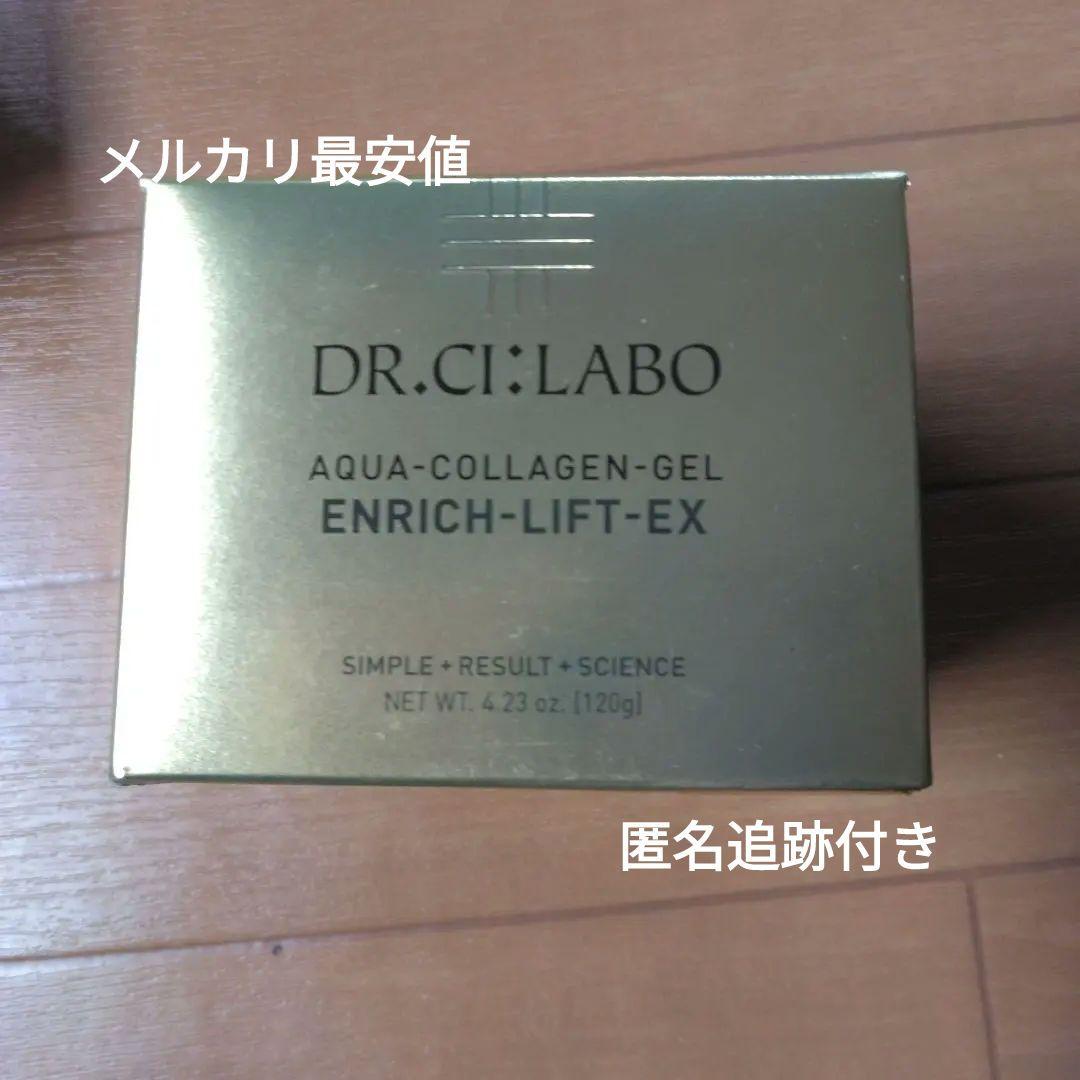 メルカリ最安値
DR.CI:LABO
AQUA-COLLAGEN-GEL
ENRICH-LIFT-EX
SIMPLE + RESULT + SCIENCE
NET WT. 4.23 oz. [120g]
匿名追跡付き